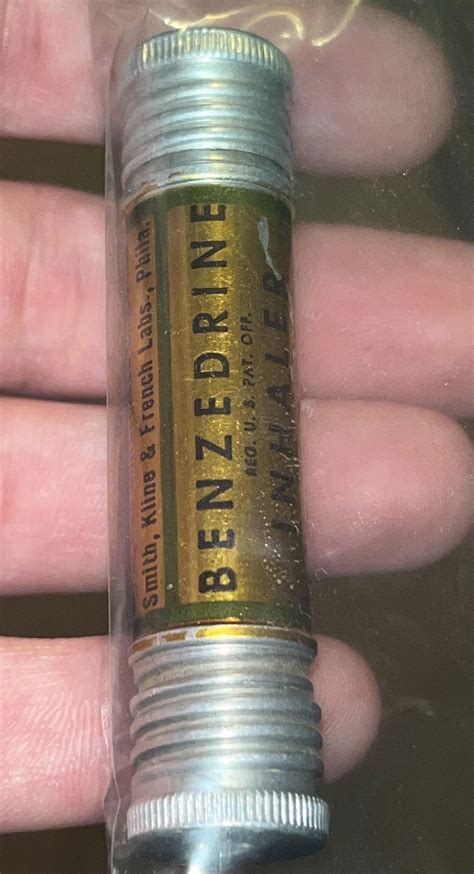 Smith, Kline & French Labs., Phila.
BENZEDRINE
REG. U. S. PAT. OFF.
INHALER